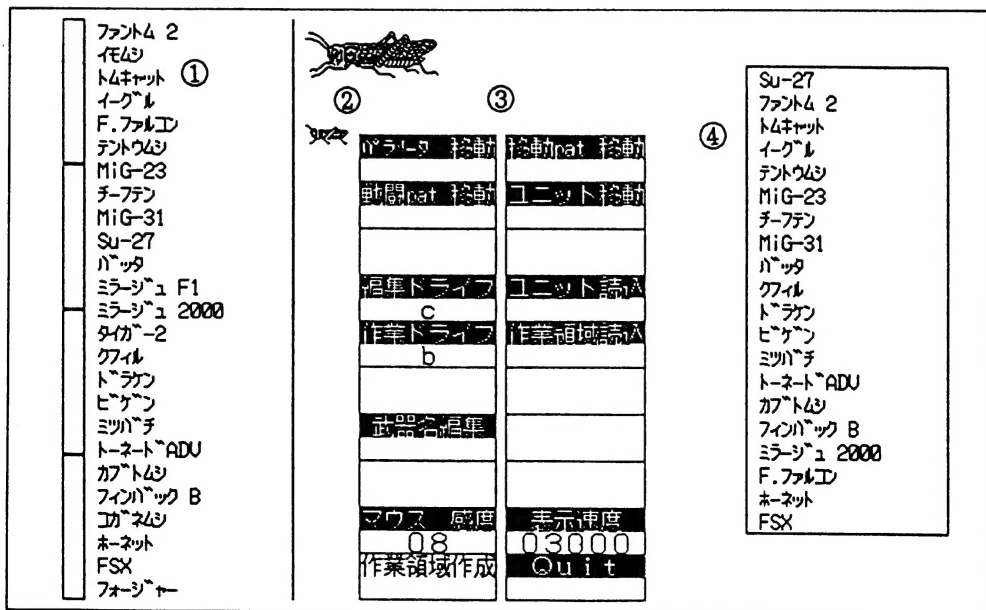 ファントム 2
イモムシ
トムキャット
イーグル
F.ファルコン
テントウムシ
MiG-23
チーフテン
MiG-31
Su-27
バッタ
ミラージュ F1
ミラージュ 2000
タイガー2
クフィル
ドラケン
ビゲン
ミツバチ
トーネードADV
カブトムシ
フィンバック B
コガネムシ
ホーネット
FSX
フォージャー
①
② ③
パラメータ 移動 移動pat 移動
戦闘pat 移動 ユニット移動
編集ドライブ ユニット読込
c
作業ドライブ 作業領域読込
b
武器名編集
マウス 感度 表示速度
08 03000
作業領域作成 Quit
④
Su-27
ファントム 2
トムキャット
イーグル
テントウムシ
MiG-23
チーフテン
MiG-31
バッタ
クフィル
ドラケン
ビゲン
ミツバチ
トーネードADV
カブトムシ
フィンバック B
ミラージュ 2000
F.ファルコン
ホーネット
FSX